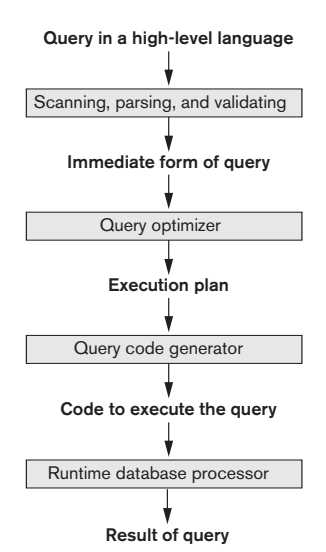 Query in a high-level language
Scanning, parsing, and validating
Immediate form of query
Query optimizer
Execution plan
Query code generator
Code to execute the query
Runtime database processor
Result of query